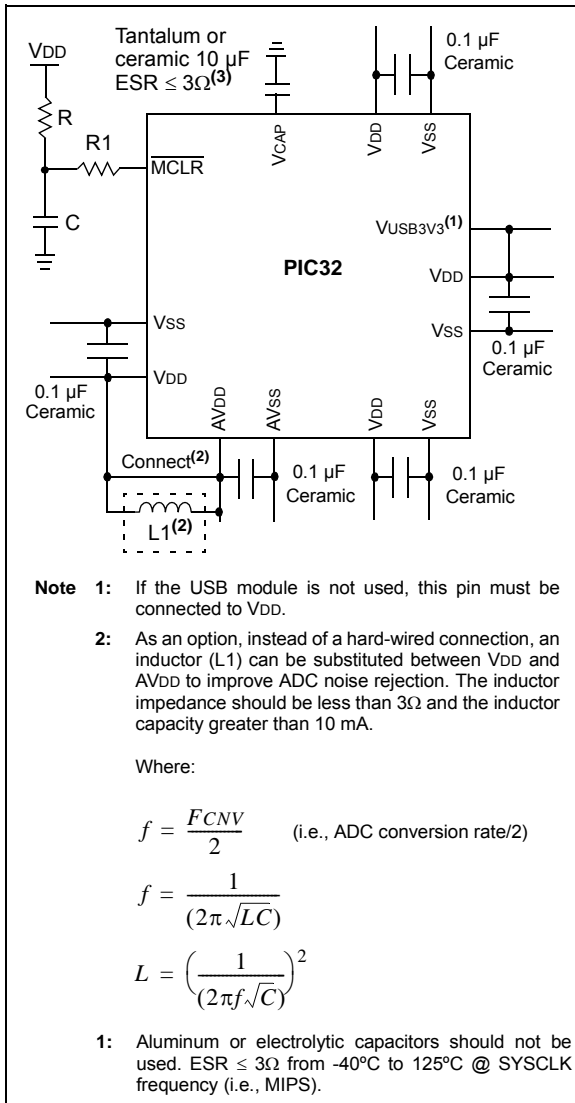 VDD
Tantalum or
ceramic 10 µF
ESR ≤ 3Ω(3)
0.1 µF
Ceramic
R
R1
C
MCLR
VCAP
VDD
VSS
VUSB3V3(1)
VDD
VSS
PIC32
0.1 µF
Ceramic
VSS
VDD
0.1 µF
Ceramic
AVDD
AVSS
VDD
VSS
Connect(2)
L1(2)
0.1 µF
Ceramic
0.1 µF
Ceramic
Note 1: If the USB module is not used, this pin must be
connected to VDD.
2: As an option, instead of a hard-wired connection, an
inductor (L1) can be substituted between VDD and
AVDD to improve ADC noise rejection. The inductor
impedance should be less than 3Ω and the inductor
capacity greater than 10 mA.
Where:
f = FCNV / 2 (i.e., ADC conversion rate/2)
f = 1 / (2π√LC)
L = (1 / (2πf√C))²
1: Aluminum or electrolytic capacitors should not be
used. ESR ≤ 3Ω from -40ºC to 125ºC @ SYSCLK
frequency (i.e., MIPS).